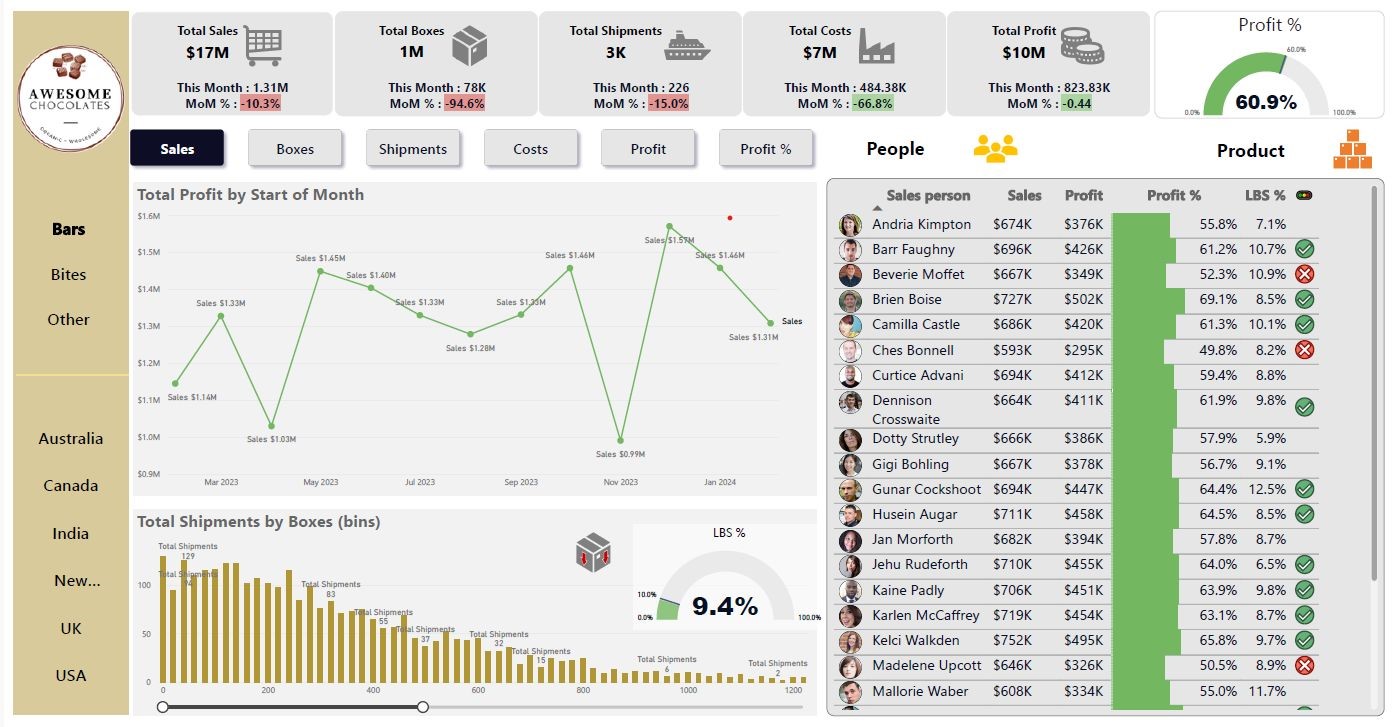 AWESOME
CHOCOLATES
ORGANIC • WHOLESOME
Bars
Bites
Other
Australia
Canada
India
New...
UK
USA
Total Sales
$17M
This Month : 1.31M
MoM % : -10.3%
Total Boxes
1M
This Month : 78K
MoM % : -94.6%
Total Shipments
3K
This Month : 226
MoM % : -15.0%
Total Costs
$7M
This Month : 484.38K
MoM % : -66.8%
Total Profit
$10M
This Month : 823.83K
MoM % : -0.44
Profit %
60.0%
60.9%
0.0%
100.0%
Sales
Boxes
Shipments
Costs
Profit
Profit %
People
Product
Total Profit by Start of Month
$1.6M
$1.5M
$1.4M
$1.3M
$1.2M
$1.1M
$1.0M
$0.9M
Sales $1.14M
Sales $1.33M
Sales $1.03M
Sales $1.45M
Sales $1.40M
Sales $1.33M
Sales $1.28M
Sales $1.33M
Sales $1.46M
Sales $0.99M
Sales $1.57M
Sales $1.46M
Sales $1.31M
Sales
Mar 2023
May 2023
Jul 2023
Sep 2023
Nov 2023
Jan 2024
Total Shipments by Boxes (bins)
100
50
0
Total Shipments
129
Total Shipments
94
Total Shipments
83
Total Shipments
55
Total Shipments
37
Total Shipments
32
Total Shipments
15
Total Shipments
6
Total Shipments
2
0
200
400
600
800
1000
1200
LBS %
10.0%
9.4%
0.0%
100.0%
Sales person Sales Profit Profit % LBS %
Andria Kimpton $674K $376K 55.8% 7.1%
Barr Faughny $696K $426K 61.2% 10.7%
Beverie Moffet $667K $349K 52.3% 10.9%
Brien Boise $727K $502K 69.1% 8.5%
Camilla Castle $686K $420K 61.3% 10.1%
Ches Bonnell $593K $295K 49.8% 8.2%
Curtice Advani $694K $412K 59.4% 8.8%
Dennison $664K $411K 61.9% 9.8%
Crosswaite
Dotty Strutley $666K $386K 57.9% 5.9%
Gigi Bohling $667K $378K 56.7% 9.1%
Gunar Cockshoot $694K $447K 64.4% 12.5%
Husein Augar $711K $458K 64.5% 8.5%
Jan Morforth $682K $394K 57.8% 8.7%
Jehu Rudeforth $710K $455K 64.0% 6.5%
Kaine Padly $706K $451K 63.9% 9.8%
Karlen McCaffrey $719K $454K 63.1% 8.7%
Kelci Walkden $752K $495K 65.8% 9.7%
Madelene Upcott $646K $326K 50.5% 8.9%
Mallorie Waber $608K $334K 55.0% 11.7%